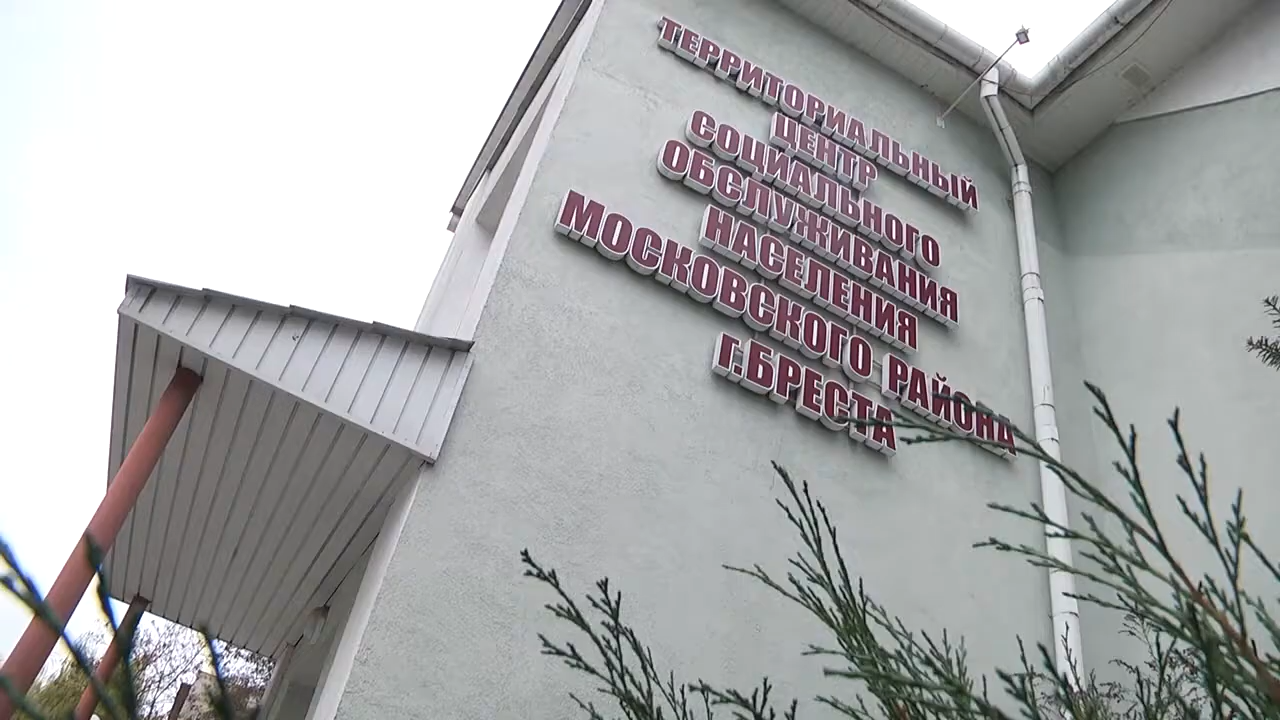 ТЕРРИТОРИАЛЬНЫЙ
ЦЕНТР
СОЦИАЛЬНОГО
ОБСЛУЖИВАНИЯ
НАСЕЛЕНИЯ
МОСКОВСКОГО РАЙОНА
г.БРЕСТА